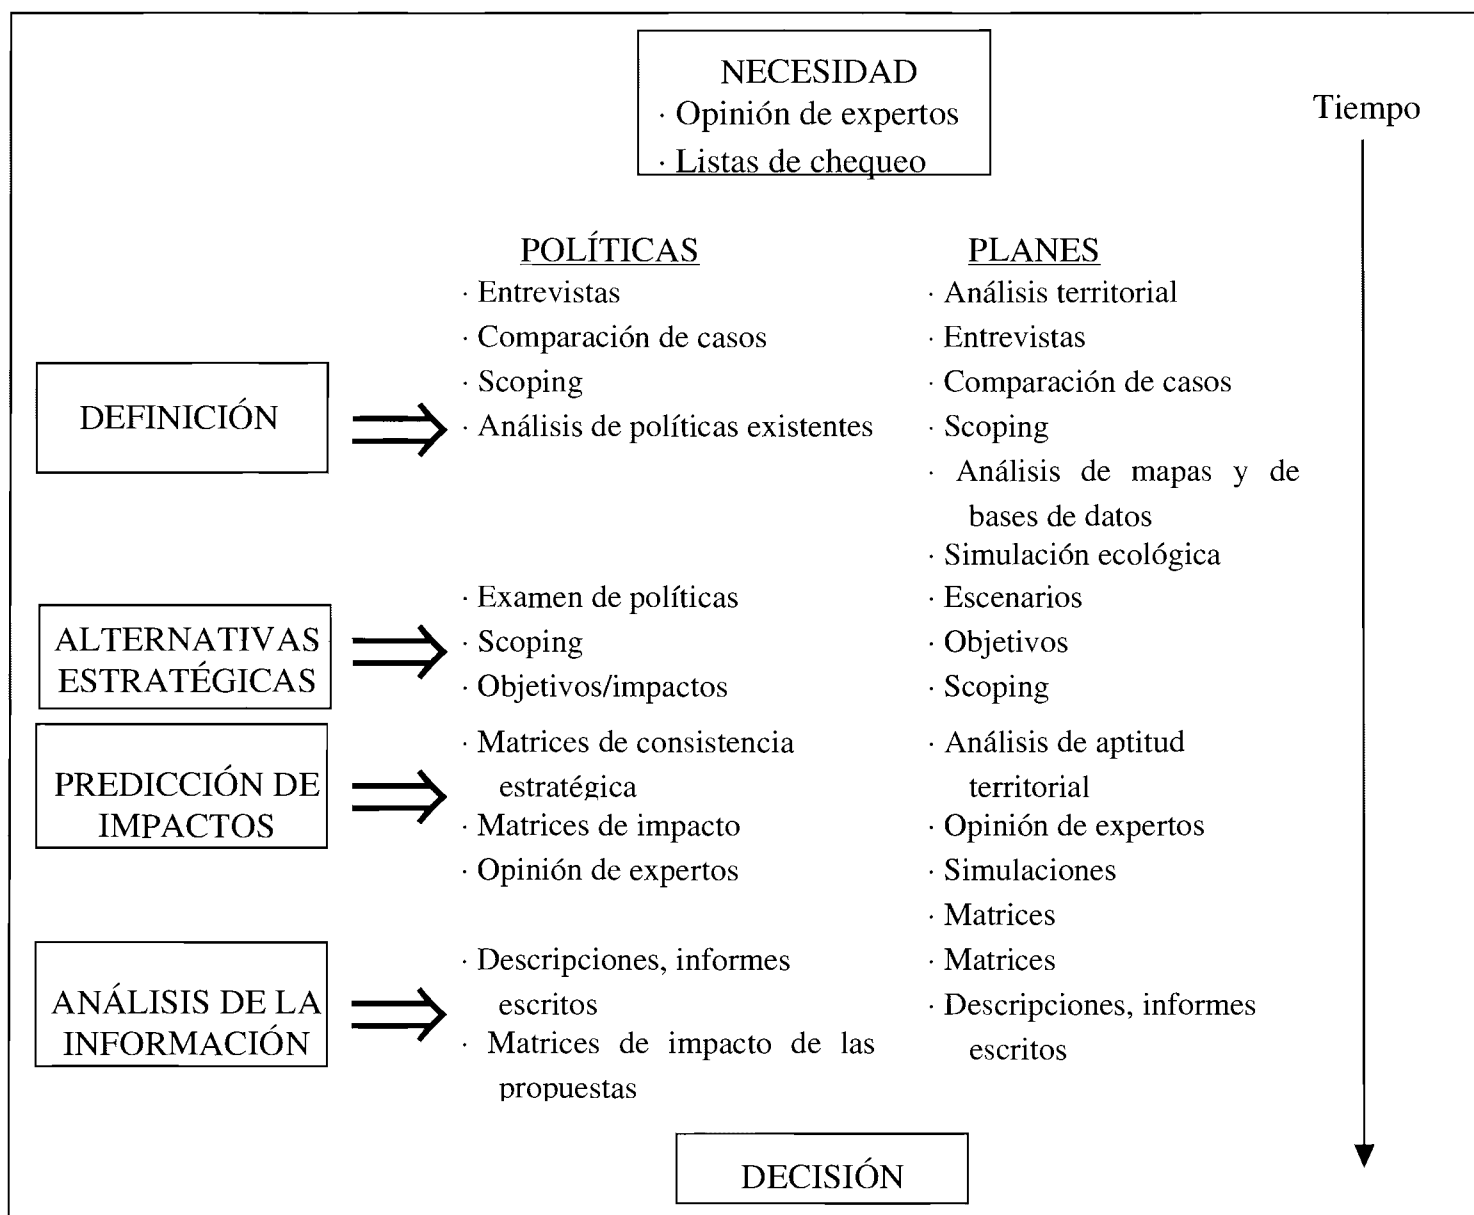 NECESIDAD
· Opinión de expertos
· Listas de chequeo
Tiempo
POLÍTICAS
· Entrevistas
· Comparación de casos
· Scoping
· Análisis de políticas existentes
PLANES
· Análisis territorial
· Entrevistas
· Comparación de casos
· Scoping
· Análisis de mapas y de
bases de datos
· Simulación ecológica
DEFINICIÓN
ALTERNATIVAS
ESTRATÉGICAS
· Examen de políticas
· Scoping
· Objetivos/impactos
· Escenarios
· Objetivos
· Scoping
PREDICCIÓN DE
IMPACTOS
· Matrices de consistencia
estratégica
· Matrices de impacto
· Opinión de expertos
· Análisis de aptitud
territorial
· Opinión de expertos
· Simulaciones
· Matrices
ANÁLISIS DE LA
INFORMACIÓN
· Descripciones, informes
escritos
· Matrices de impacto de las
propuestas
· Matrices
· Descripciones, informes
escritos
DECISIÓN